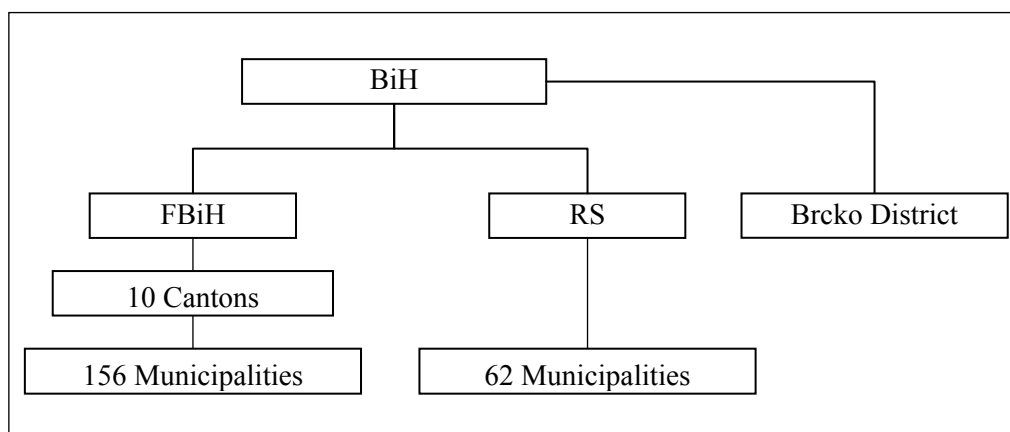 BiH
FBiH
RS
Brcko District
10 Cantons
156 Municipalities
62 Municipalities